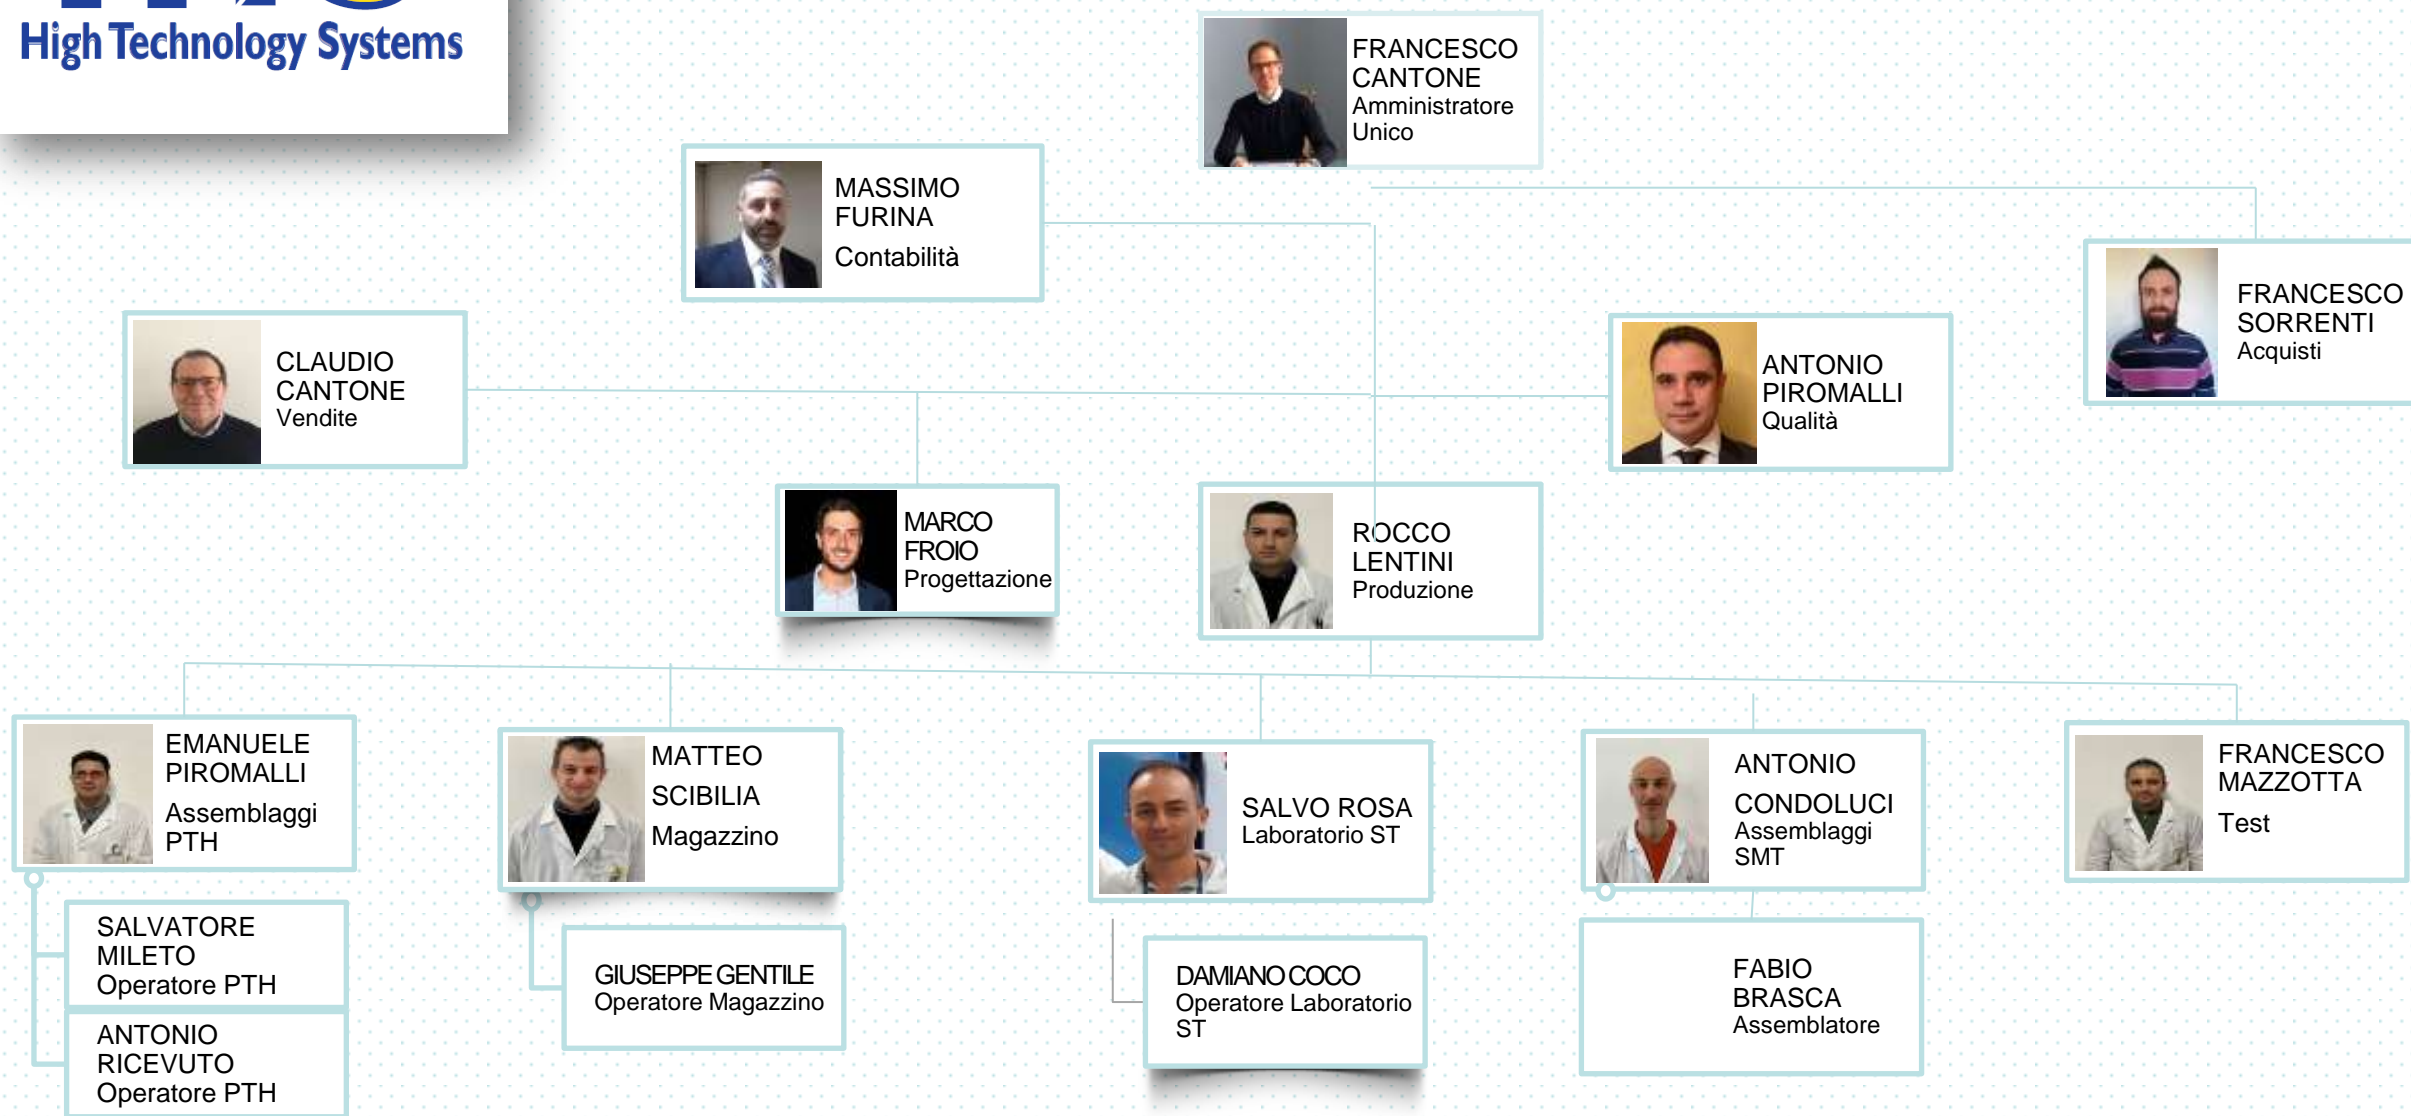 High Technology Systems
FRANCESCO
CANTONE
Amministratore
Unico
MASSIMO
FURINA
Contabilità
FRANCESCO
SORRENTI
Acquisti
CLAUDIO
CANTONE
Vendite
ANTONIO
PIROMALLI
Qualità
MARCO
FROIO
Progettazione
ROCCO
LENTINI
Produzione
EMANUELE
PIROMALLI
Assemblaggi
PTH
MATTEO
SCIBILIA
Magazzino
SALVO ROSA
Laboratorio ST
ANTONIO
CONDOLUCI
Assemblaggi
SMT
FRANCESCO
MAZZOTTA
Test
SALVATORE
MILETO
Operatore PTH
ANTONIO
RICEVUTO
Operatore PTH
GIUSEPPE GENTILE
Operatore Magazzino
DAMIANO COCO
Operatore Laboratorio
ST
FABIO
BRASCA
Assemblatore